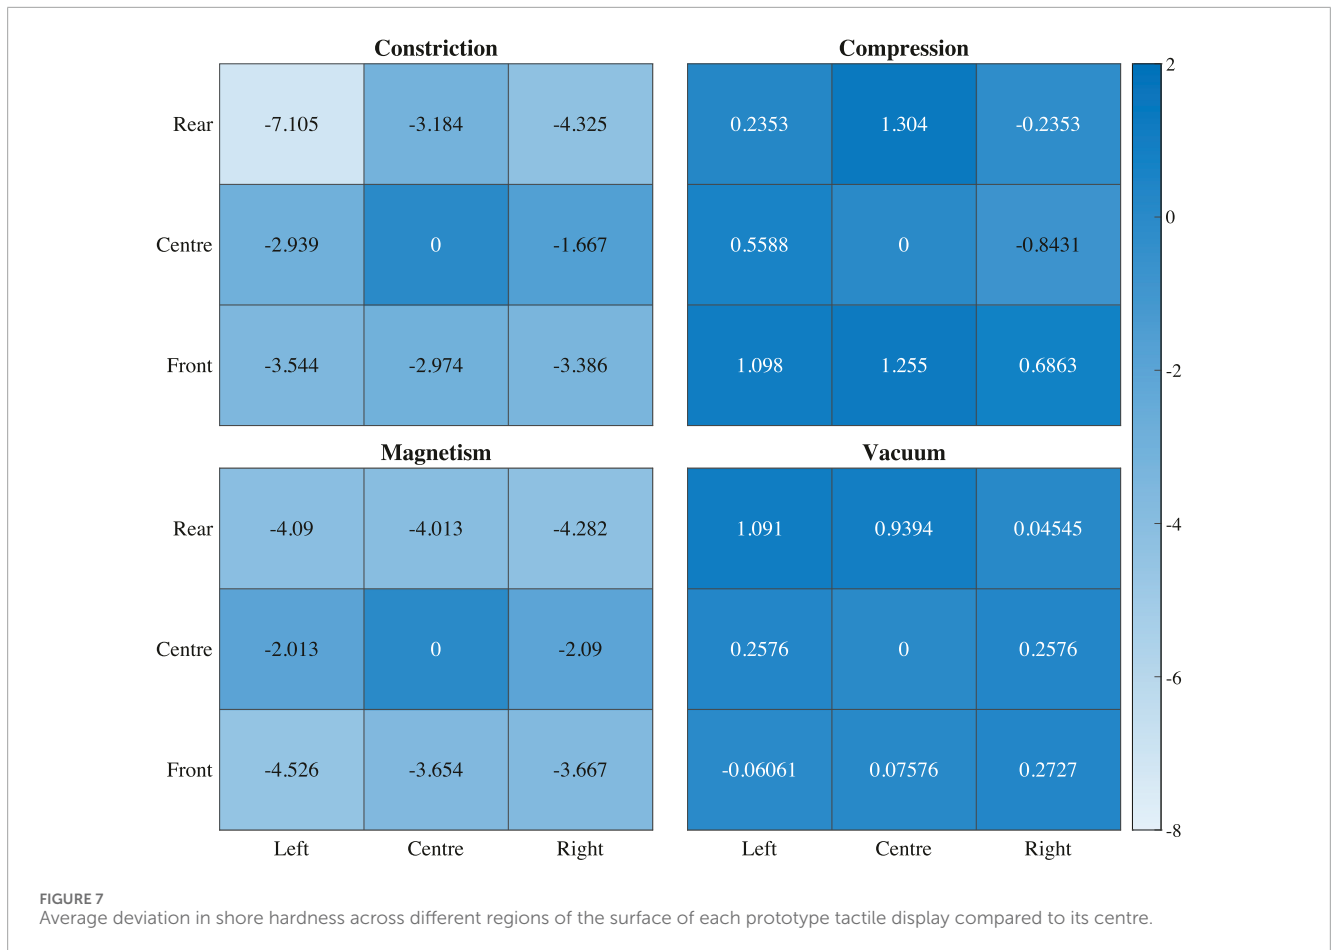 Constriction
Compression
Rear -7.105 -3.184 -4.325 0.2353 1.304 -0.2353
Centre -2.939 0 -1.667 0.5588 0 -0.8431
Front -3.544 -2.974 -3.386 1.098 1.255 0.6863
Magnetism
Vacuum
Rear -4.09 -4.013 -4.282 1.091 0.9394 0.04545
Centre -2.013 0 -2.09 0.2576 0 0.2576
Front -4.526 -3.654 -3.667 -0.06061 0.07576 0.2727
Left Centre Right Left Centre Right
2
0
-2
-4
-6
-8
FIGURE 7
Average deviation in shore hardness across different regions of the surface of each prototype tactile display compared to its centre.